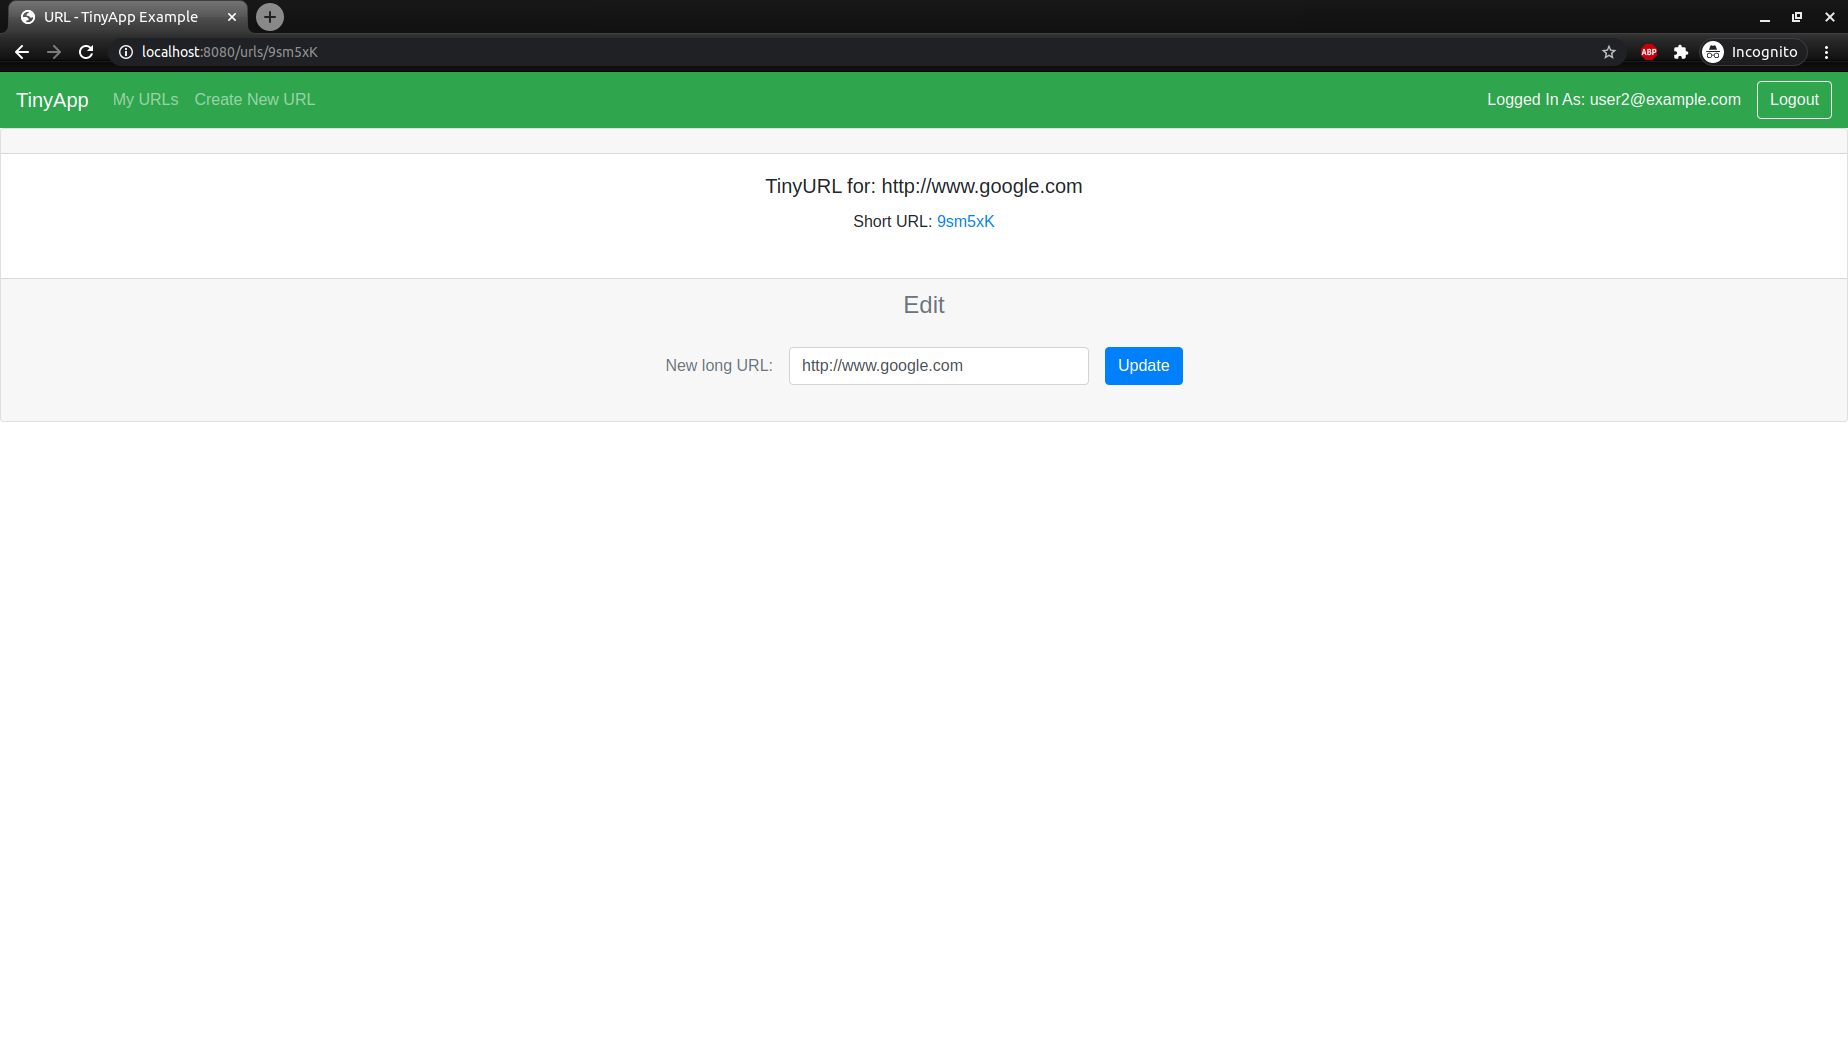 URL - TinyApp Example
localhost:8080/urls/9sm5xK
ABP
Incognito
TinyApp My URLs Create New URL Logged In As: user2@example.com Logout
TinyURL for: http://www.google.com
Short URL: 9sm5xK
Edit
New long URL: http://www.google.com Update